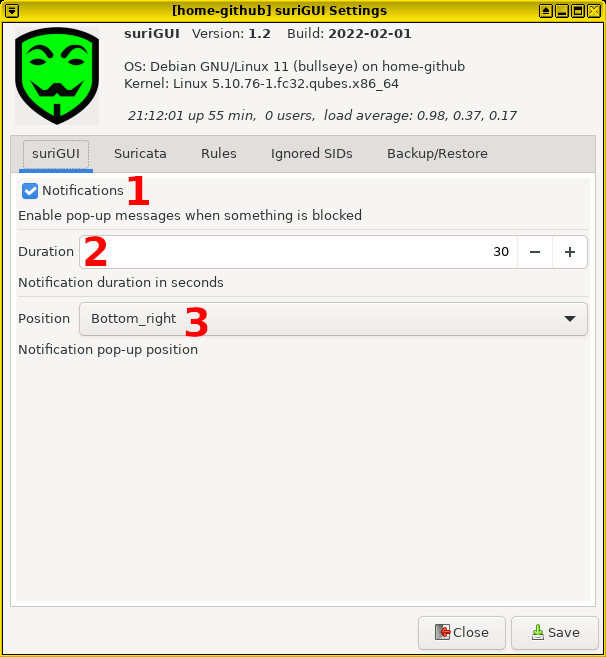 [home-github] suriGUI Settings
suriGUI Version: 1.2 Build: 2022-02-01
OS: Debian GNU/Linux 11 (bullseye) on home-github
Kernel: Linux 5.10.76-1.fc32.qubes.x86_64
21:12:01 up 55 min, 0 users, load average: 0.98, 0.37, 0.17
suriGUI Suricata Rules Ignored SIDs Backup/Restore
Notifications 1
Enable pop-up messages when something is blocked
Duration 2 30 − +
Notification duration in seconds
Position Bottom_right 3
Notification pop-up position
Close Save